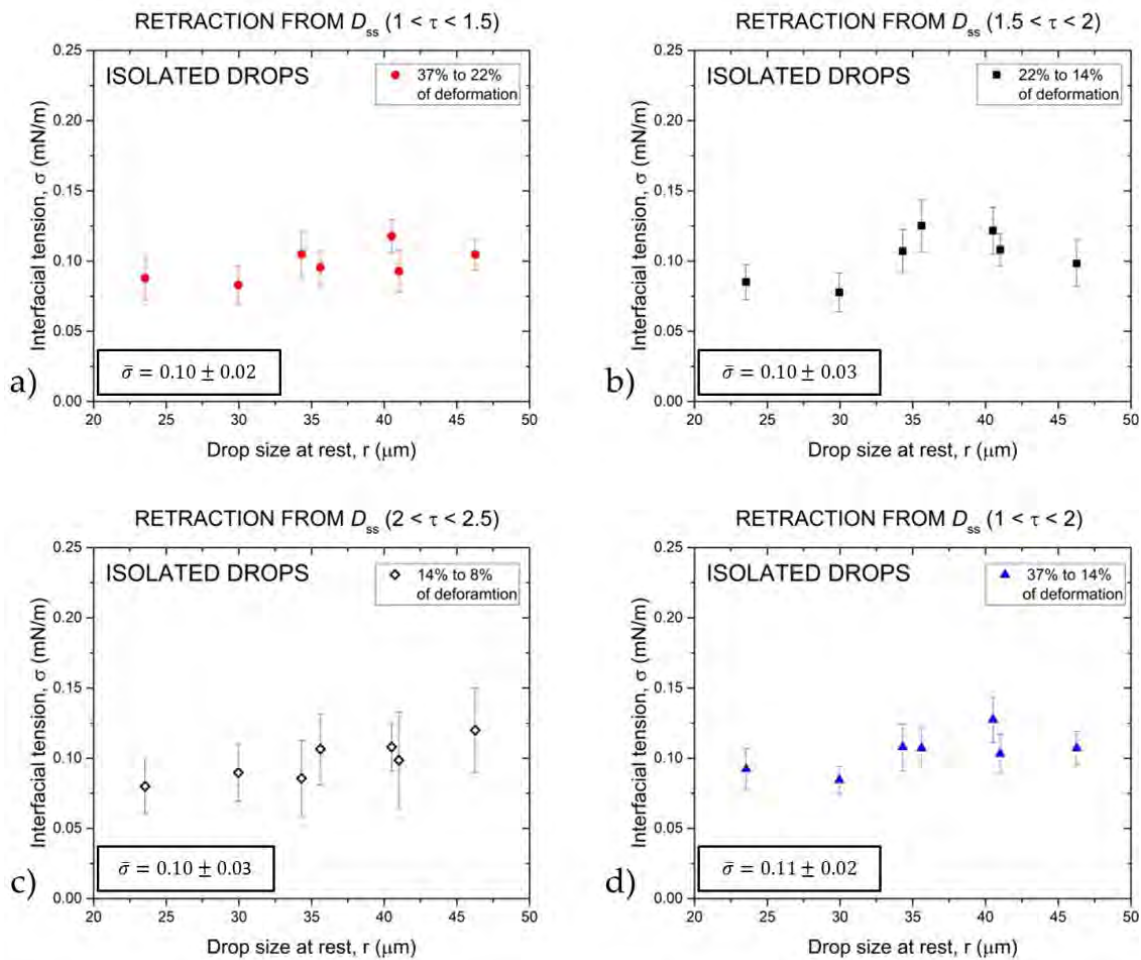 RETRACTION FROM D_ss (1 < τ < 1.5)
ISOLATED DROPS
37% to 22%
of deformation
0.25
0.20
0.15
0.10
0.05
0.00
Interfacial tension, σ (mN/m)
σ̄ = 0.10 ± 0.02
a)
20 25 30 35 40 45 50
Drop size at rest, r (μm)
RETRACTION FROM D_ss (1.5 < τ < 2)
ISOLATED DROPS
22% to 14%
of deformation
0.25
0.20
0.15
0.10
0.05
0.00
Interfacial tension, σ (mN/m)
σ̄ = 0.10 ± 0.03
b)
20 25 30 35 40 45 50
Drop size at rest, r (μm)
RETRACTION FROM D_ss (2 < τ < 2.5)
ISOLATED DROPS
14% to 8%
of deforamtion
0.25
0.20
0.15
0.10
0.05
0.00
Interfacial tension, σ (mN/m)
σ̄ = 0.10 ± 0.03
c)
20 25 30 35 40 45 50
Drop size at rest, r (μm)
RETRACTION FROM D_ss (1 < τ < 2)
ISOLATED DROPS
37% to 14%
of deformation
0.25
0.20
0.15
0.10
0.05
0.00
Interfacial tension, σ (mN/m)
σ̄ = 0.11 ± 0.02
d)
20 25 30 35 40 45 50
Drop size at rest, r (μm)